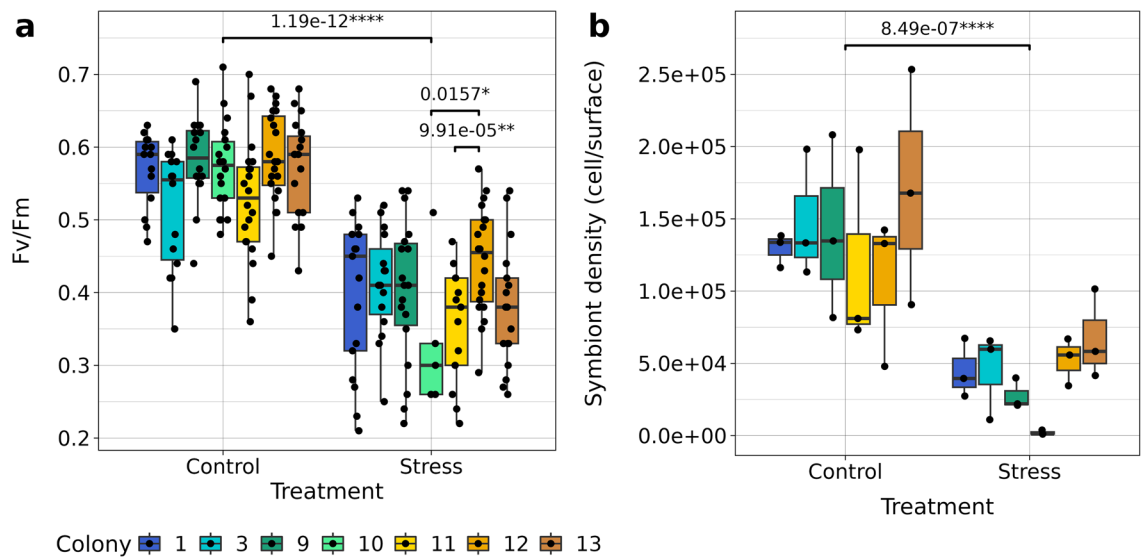 a
1.19e-12****
0.0157*
9.91e-05**
Fv/Fm
0.7
0.6
0.5
0.4
0.3
0.2
Control
Stress
Treatment
b
8.49e-07****
Symbiont density (cell/surface)
2.5e+05
2.0e+05
1.5e+05
1.0e+05
5.0e+04
0.0e+00
Control
Stress
Treatment
Colony 1 3 9 10 11 12 13